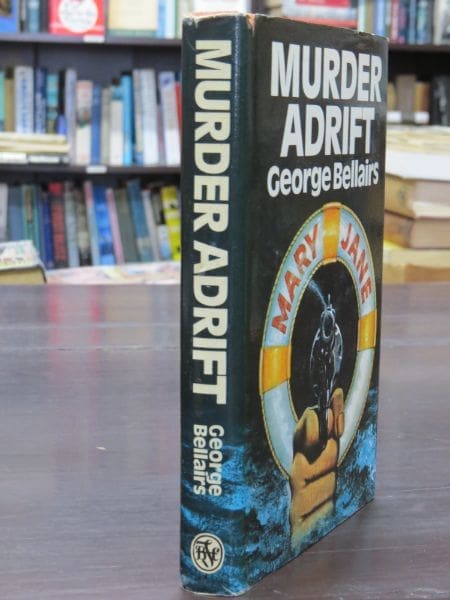 MURDER ADRIFT
George
Bellairs
MURDER
ADRIFT
George Bellairs
MARY JANE